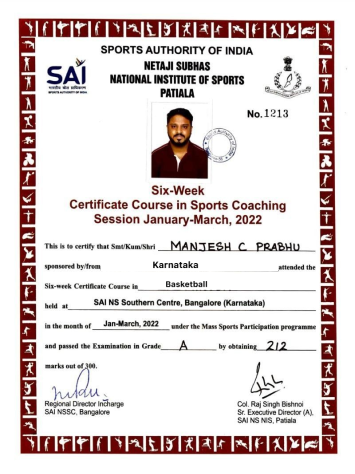 SPORTS AUTHORITY OF INDIA
NETAJI SUBHAS
NATIONAL INSTITUTE OF SPORTS
PATIALA
SAI
भारतीय खेल प्राधिकरण
SPORTS AUTHORITY OF INDIA
No. 1213
Six-Week
Certificate Course in Sports Coaching
Session January-March, 2022
This is to certify that Smt/Kum/Shri MANJESH C PRABHU
sponsored by/from Karnataka attended the
Six-week Certificate Course in Basketball
held at SAI NS Southern Centre, Bangalore (Karnataka)
in the month of Jan-March, 2022 under the Mass Sports Participation programme
and passed the Examination in Grade A by obtaining 212
marks out of 300.
Regional Director Incharge
SAI NSSC, Bangalore
Col. Raj Singh Bishnoi
Sr. Executive Director (A),
SAI NS NIS, Patiala